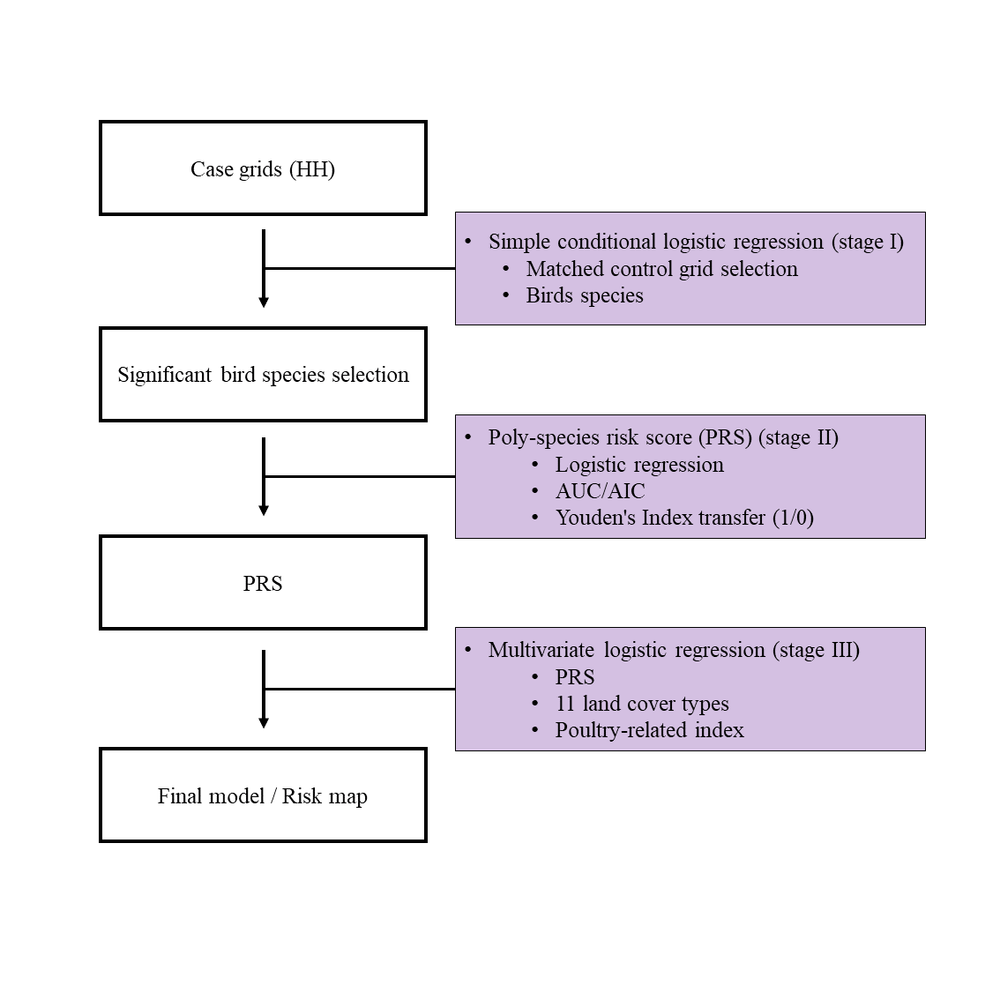 Case grids (HH)
• Simple conditional logistic regression (stage I)
• Matched control grid selection
• Birds species
Significant bird species selection
• Poly-species risk score (PRS) (stage II)
• Logistic regression
• AUC/AIC
• Youden's Index transfer (1/0)
PRS
• Multivariate logistic regression (stage III)
• PRS
• 11 land cover types
• Poultry-related index
Final model / Risk map